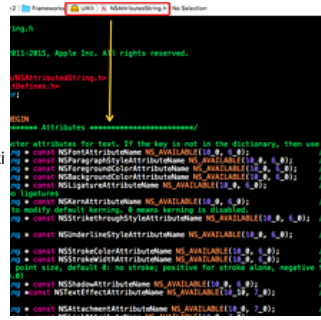 2 Frameworks UIKit NSAttributedString.h No Selection
ing.h
2011-2015, Apple Inc. All rights reserved.
/NSAttributedString.h>
tDefines.h>
EGIN
******* Attributes ***********************/
acter attributes for text. If the key is not in the dictionary, then use
ng * const NSFontAttributeName NS_AVAILABLE(10_0, 6_0);
ng * const NSParagraphStyleAttributeName NS_AVAILABLE(10_0, 6_0);
ng * const NSForegroundColorAttributeName NS_AVAILABLE(10_0, 6_0);
ng * const NSBackgroundColorAttributeName NS_AVAILABLE(10_0, 6_0);
ng * const NSLigatureAttributeName NS_AVAILABLE(10_0, 6_0);
no ligatures
ng * const NSKernAttributeName NS_AVAILABLE(10_0, 6_0);
to modify default kerning. 0 means kerning is disabled.
ng * const NSStrikethroughStyleAttributeName NS_AVAILABLE(10_0, 6_0);
ng * const NSUnderlineStyleAttributeName NS_AVAILABLE(10_0, 6_0);
ng * const NSStrokeColorAttributeName NS_AVAILABLE(10_0, 6_0);
ng * const NSStrokeWidthAttributeName NS_AVAILABLE(10_0, 6_0);
point size, default 0: no stroke; positive for stroke alone, negative
ng * const NSShadowAttributeName NS_AVAILABLE(10_0, 6_0);
ng *const NSTextEffectAttributeName NS_AVAILABLE(10_10, 7_0);
ng * const NSAttachmentAttributeName NS_AVAILABLE(10_0, 7_0);